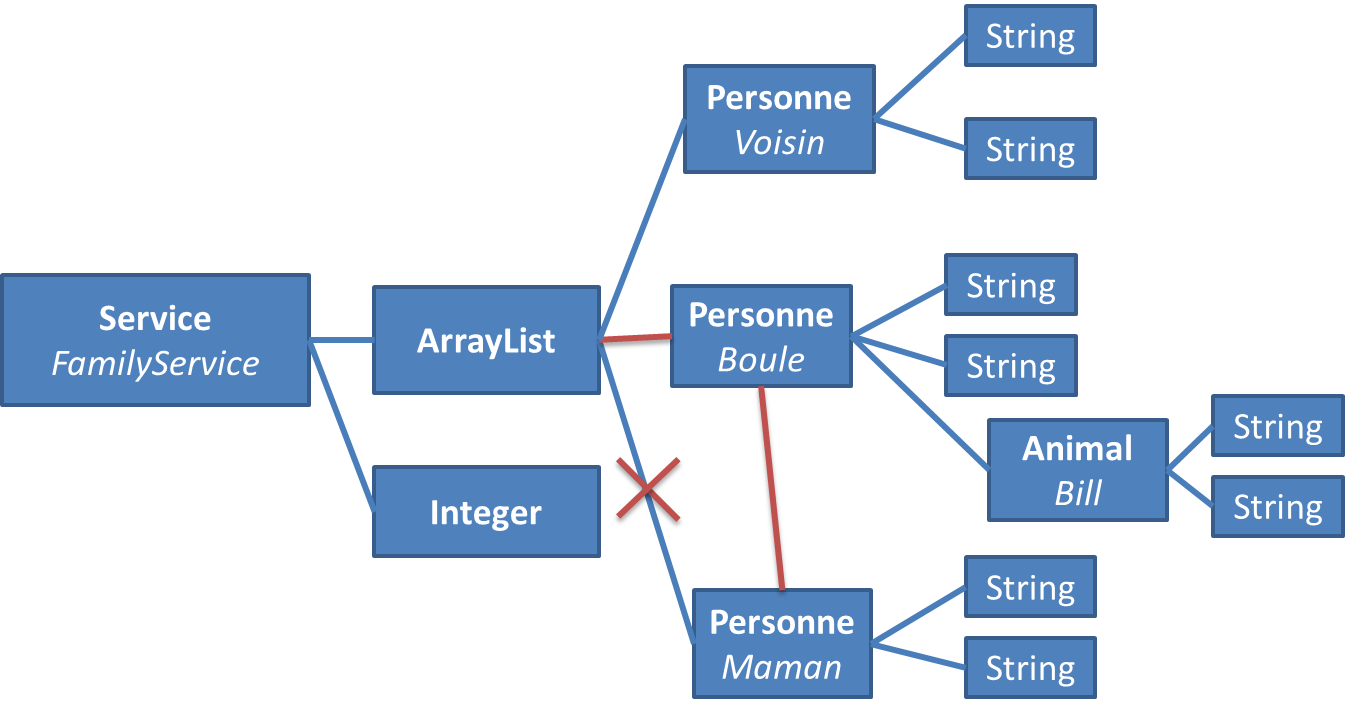 String
Personne
Voisin
String
Service
FamilyService
ArrayList
Personne
Boule
String
String
Animal
Bill
String
String
Integer
Personne
Maman
String
String